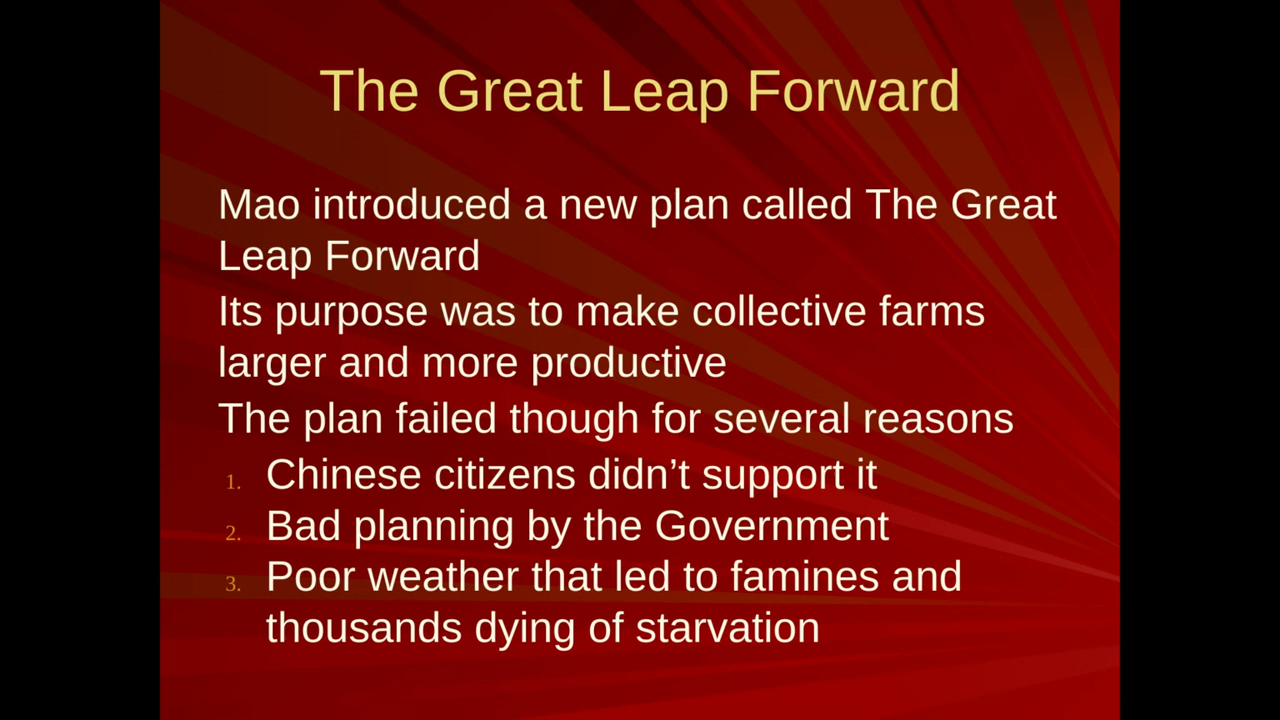 The Great Leap Forward
Mao introduced a new plan called The Great
Leap Forward
Its purpose was to make collective farms
larger and more productive
The plan failed though for several reasons
1. Chinese citizens didn’t support it
2. Bad planning by the Government
3. Poor weather that led to famines and
thousands dying of starvation